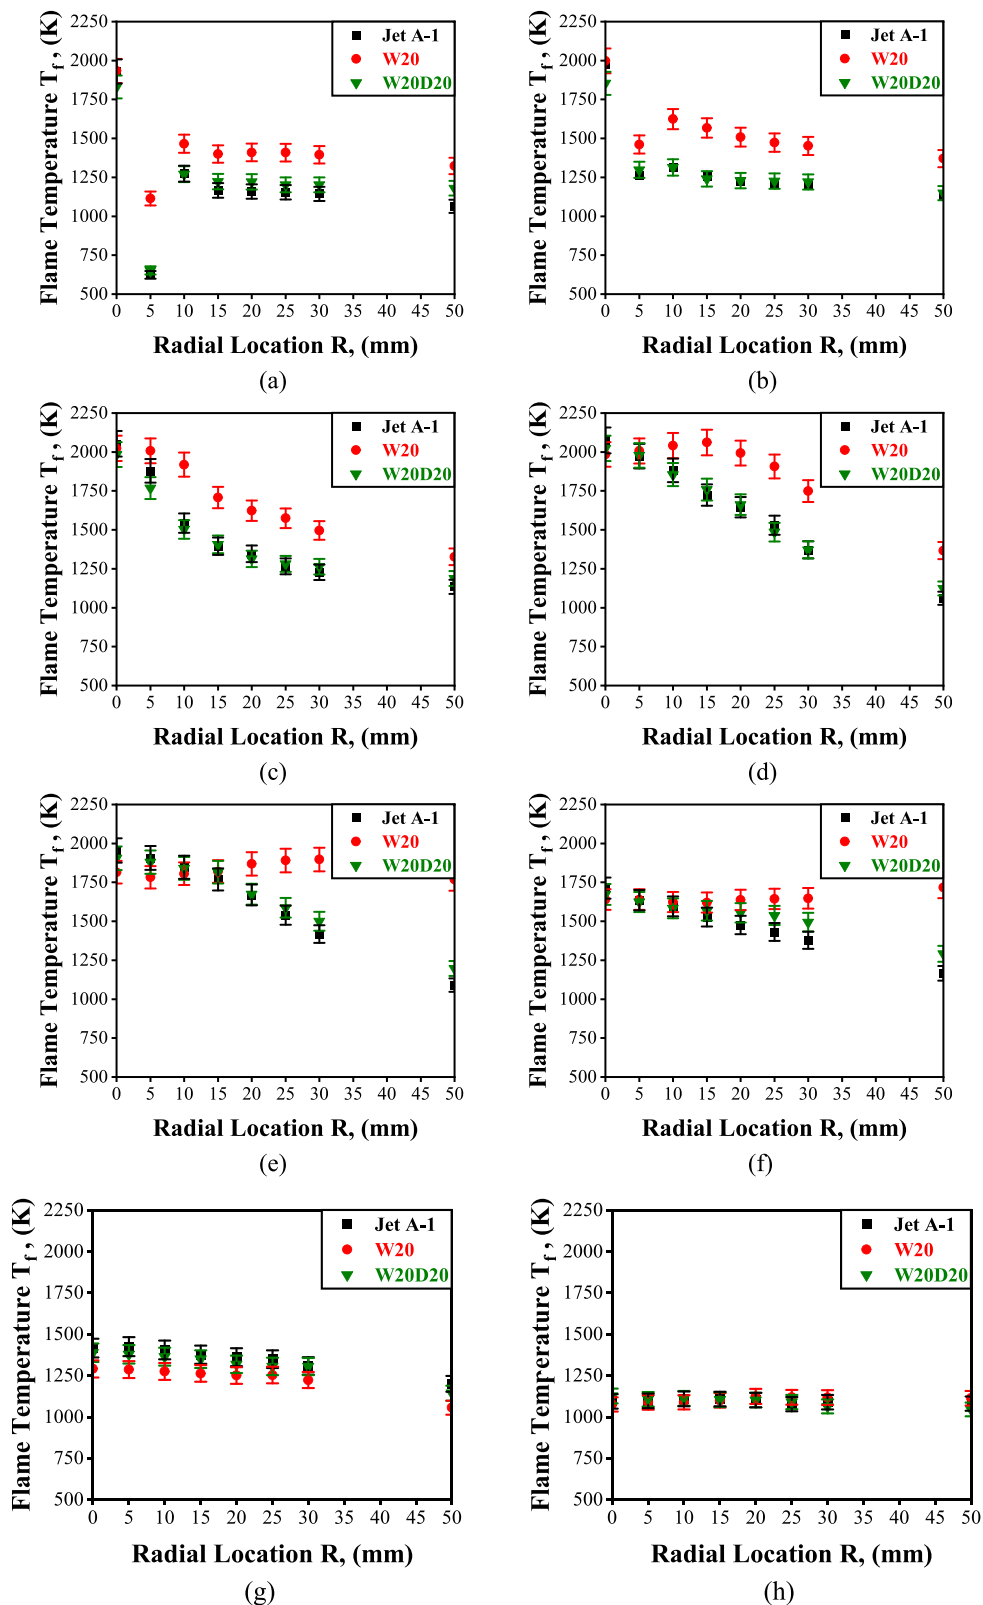 2250
2000
1750
1500
1250
1000
750
500
Flame Temperature T_f , (K)
Jet A-1
W20
W20D20
0 5 10 15 20 25 30 35 40 45 50
Radial Location R, (mm)
(a)
2250
2000
1750
1500
1250
1000
750
500
Flame Temperature T_f , (K)
Jet A-1
W20
W20D20
0 5 10 15 20 25 30 35 40 45 50
Radial Location R, (mm)
(b)
2250
2000
1750
1500
1250
1000
750
500
Flame Temperature T_f , (K)
Jet A-1
W20
W20D20
0 5 10 15 20 25 30 35 40 45 50
Radial Location R, (mm)
(c)
2250
2000
1750
1500
1250
1000
750
500
Flame Temperature T_f , (K)
Jet A-1
W20
W20D20
0 5 10 15 20 25 30 35 40 45 50
Radial Location R, (mm)
(d)
2250
2000
1750
1500
1250
1000
750
500
Flame Temperature T_f , (K)
Jet A-1
W20
W20D20
0 5 10 15 20 25 30 35 40 45 50
Radial Location R, (mm)
(e)
2250
2000
1750
1500
1250
1000
750
500
Flame Temperature T_f , (K)
Jet A-1
W20
W20D20
0 5 10 15 20 25 30 35 40 45 50
Radial Location R, (mm)
(f)
2250
2000
1750
1500
1250
1000
750
500
Flame Temperature T_f , (K)
Jet A-1
W20
W20D20
0 5 10 15 20 25 30 35 40 45 50
Radial Location R, (mm)
(g)
2250
2000
1750
1500
1250
1000
750
500
Flame Temperature T_f , (K)
Jet A-1
W20
W20D20
0 5 10 15 20 25 30 35 40 45 50
Radial Location R, (mm)
(h)